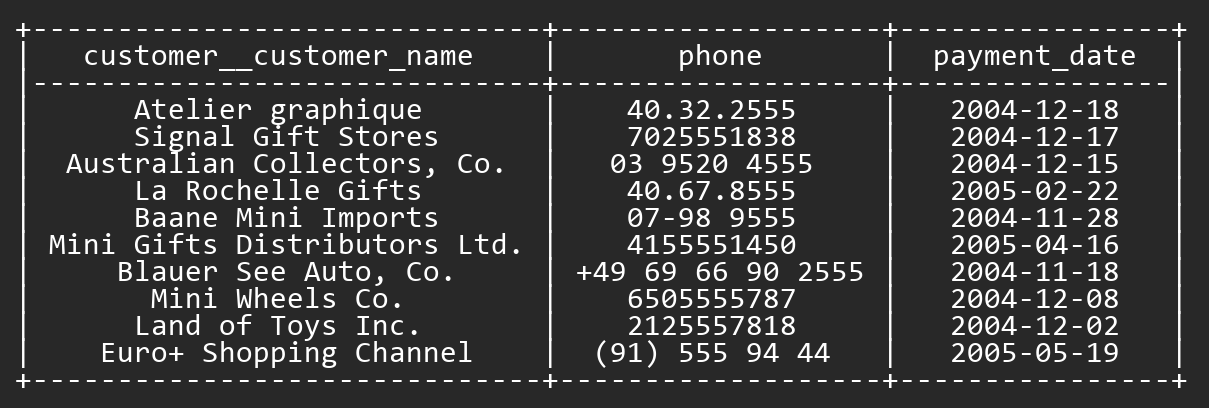 +------------------------------+-------------------+----------------+
| customer__customer_name | phone | payment_date |
|------------------------------+-------------------+----------------|
| Atelier graphique | 40.32.2555 | 2004-12-18 |
| Signal Gift Stores | 7025551838 | 2004-12-17 |
| Australian Collectors, Co. | 03 9520 4555 | 2004-12-15 |
| La Rochelle Gifts | 40.67.8555 | 2005-02-22 |
| Baane Mini Imports | 07-98 9555 | 2004-11-28 |
| Mini Gifts Distributors Ltd. | 4155551450 | 2005-04-16 |
| Blauer See Auto, Co. | +49 69 66 90 2555 | 2004-11-18 |
| Mini Wheels Co. | 6505555787 | 2004-12-08 |
| Land of Toys Inc. | 2125557818 | 2004-12-02 |
| Euro+ Shopping Channel | (91) 555 94 44 | 2005-05-19 |
+------------------------------+-------------------+----------------+